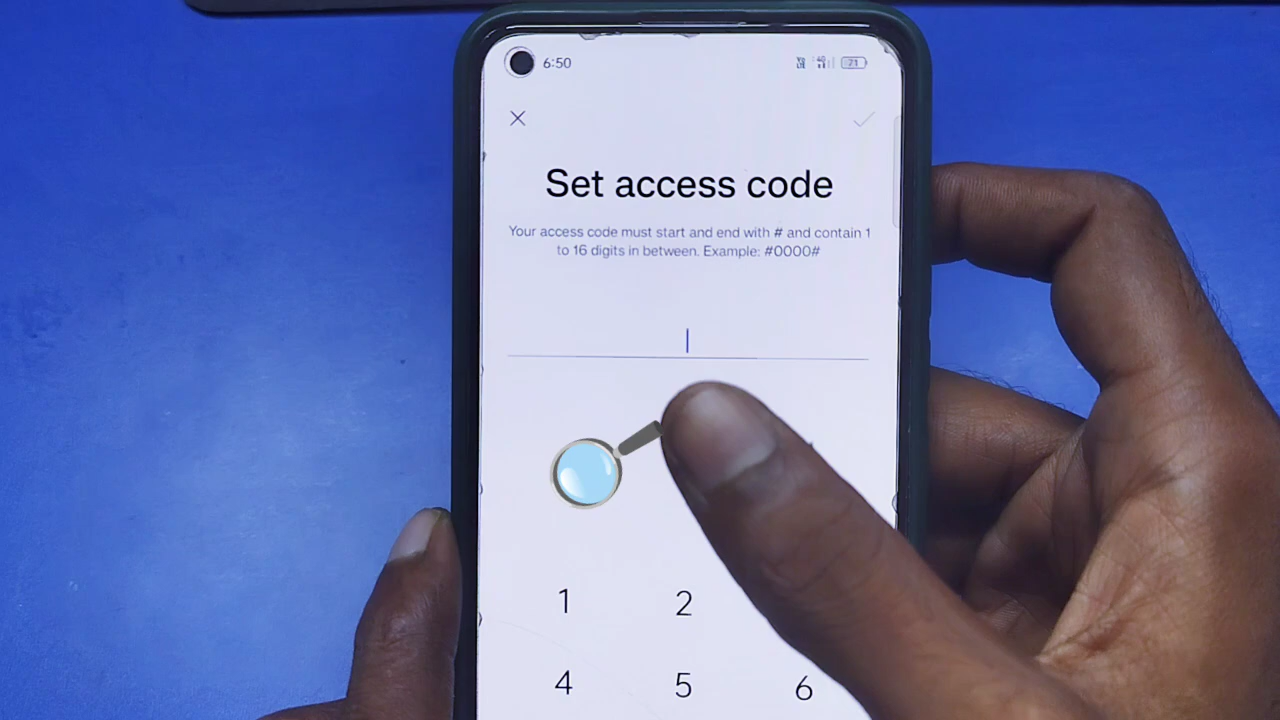 6:50
21
Set access code
Your access code must start and end with # and contain 1
to 16 digits in between. Example: #0000#
1 2
4 5 6